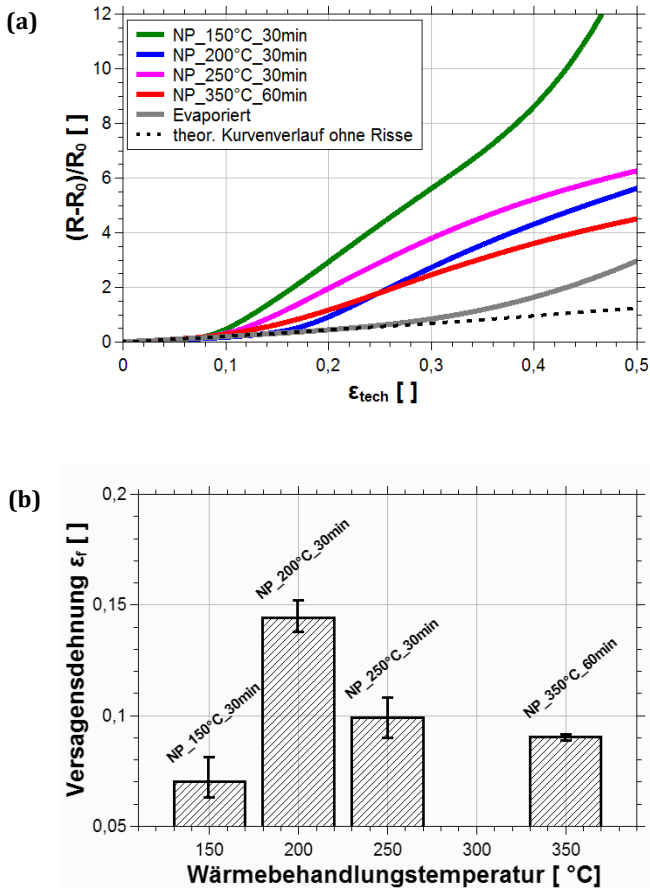 (a)
12
10
8
6
4
2
0
(R-R₀)/R₀ [ ]
NP_150°C_30min
NP_200°C_30min
NP_250°C_30min
NP_350°C_60min
Evaporiert
theor. Kurvenverlauf ohne Risse
0 0,1 0,2 0,3 0,4 0,5
ε_tech [ ]
(b)
0,2
0,15
0,1
0,05
Versagensdehnung ε_f [ ]
NP_150°C_30min
NP_200°C_30min
NP_250°C_30min
NP_350°C_60min
150 200 250 300 350
Wärmebehandlungstemperatur [ °C]